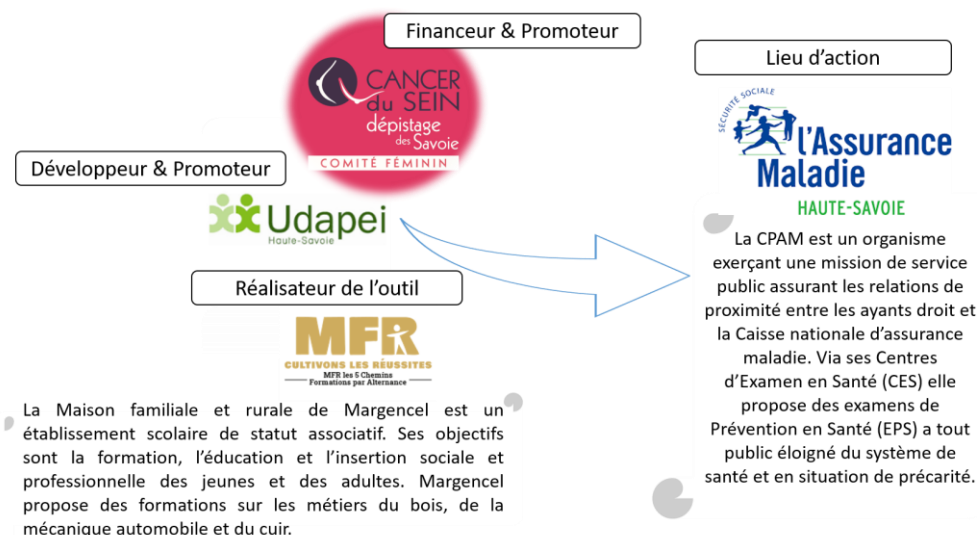 Financeur & Promoteur
CANCER
du SEIN
dépistage
des Savoie
COMITÉ FÉMININ
Développeur & Promoteur
Udapei
Haute-Savoie
Réalisateur de l’outil
MFR
CULTIVONS LES RÉUSSITES
MFR les 5 Chemins
Formations par Alternance
La Maison familiale et rurale de Margencel est un
établissement scolaire de statut associatif. Ses objectifs
sont la formation, l’éducation et l’insertion sociale et
professionnelle des jeunes et des adultes. Margencel
propose des formations sur les métiers du bois, de la
mécanique automobile et du cuir.
Lieu d’action
SÉCURITÉ SOCIALE
l’Assurance
Maladie
HAUTE-SAVOIE
La CPAM est un organisme
exerçant une mission de service
public assurant les relations de
proximité entre les ayants droit et
la Caisse nationale d’assurance
maladie. Via ses Centres
d’Examen en Santé (CES) elle
propose des examens de
Prévention en Santé (EPS) a tout
public éloigné du système de
santé et en situation de précarité.